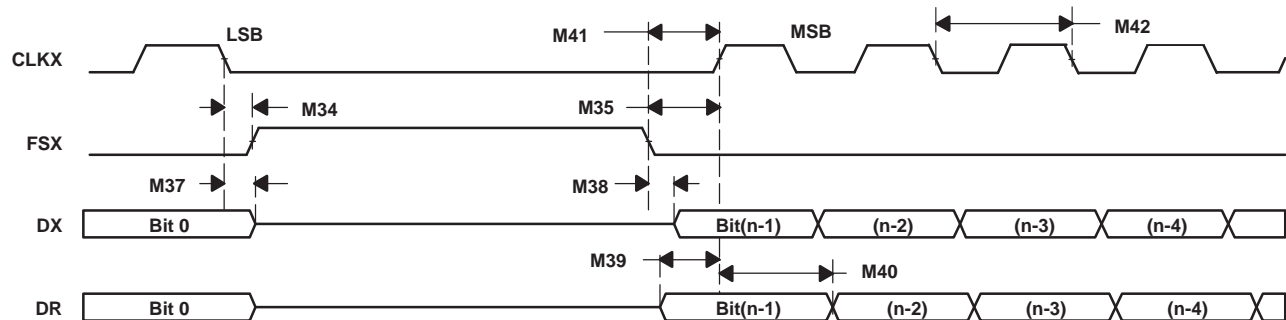 LSB M41 MSB M42
CLKX
M34 M35
FSX
M37 M38
DX Bit 0 Bit(n-1) (n-2) (n-3) (n-4)
M39 M40
DR Bit 0 Bit(n-1) (n-2) (n-3) (n-4)